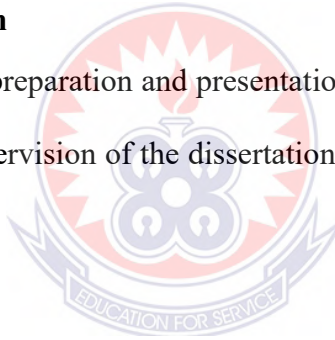 n
preparation and presentatio
ervision of the dissertation
EDUCATION FOR SERVICE